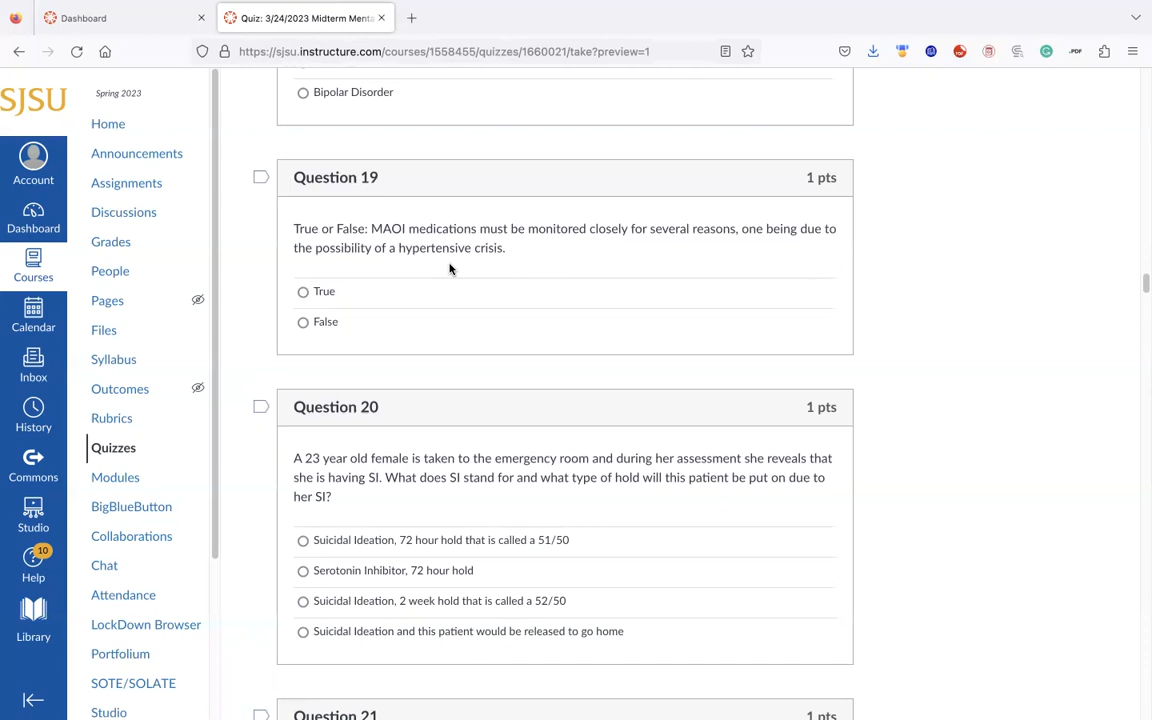 Dashboard
Quiz: 3/24/2023 Midterm Menta
https://sjsu.instructure.com/courses/1558455/quizzes/1660021/take?preview=1
.PDF
SJSU
Account
Dashboard
Courses
Calendar
Inbox
History
Commons
Studio
10
Help
Library
Spring 2023
Home
Announcements
Assignments
Discussions
Grades
People
Pages
Files
Syllabus
Outcomes
Rubrics
Quizzes
Modules
BigBlueButton
Collaborations
Chat
Attendance
LockDown Browser
Portfolium
SOTE/SOLATE
Studio
Bipolar Disorder
Question 19
1 pts
True or False: MAOI medications must be monitored closely for several reasons, one being due to
the possibility of a hypertensive crisis.
True
False
Question 20
1 pts
A 23 year old female is taken to the emergency room and during her assessment she reveals that
she is having SI. What does SI stand for and what type of hold will this patient be put on due to
her SI?
Suicidal Ideation, 72 hour hold that is called a 51/50
Serotonin Inhibitor, 72 hour hold
Suicidal Ideation, 2 week hold that is called a 52/50
Suicidal Ideation and this patient would be released to go home
Question 21
1 pts